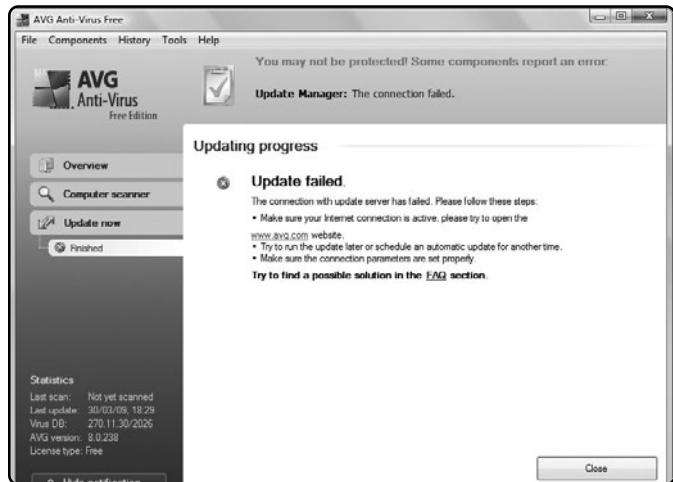 AVG Anti-Virus Free
File Components History Tools Help
You may not be protected! Some components report an error.
Update Manager: The connection failed.
AVG
Anti-Virus
Free Edition
Updating progress
Overview
Computer scanner
Update now
Finished
Update failed.
The connection with update server has failed. Please follow these steps:
• Make sure your Internet connection is active, please try to open the
www.avg.com website.
• Try to run the update later or schedule an automatic update for another time.
• Make sure the connection parameters are set properly.
Try to find a possible solution in the FAQ section.
Statistics
Last scan: Not yet scanned
Last update: 30/03/09, 18:29
Virus DB: 270.11.30/2026
AVG version: 8.0.238
License type: Free
Hide notification
Close